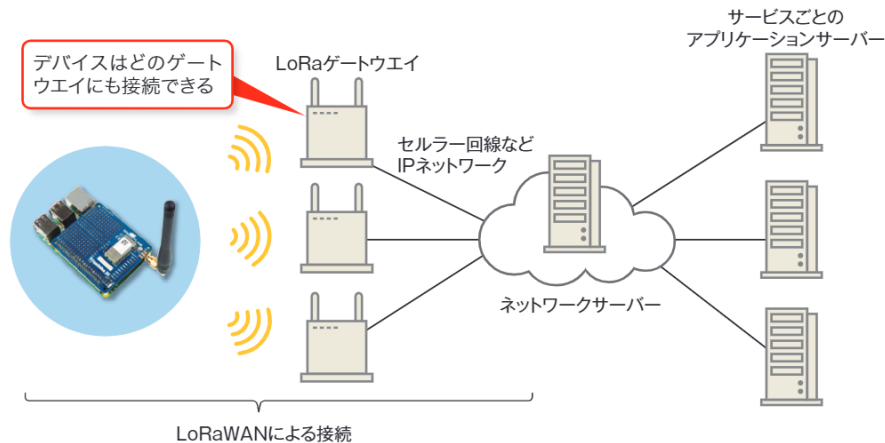 サービスごとの
アプリケーションサーバー
デバイスはどのゲート
ウエイにも接続できる
LoRaゲートウエイ
セルラー回線など
IPネットワーク
ネットワークサーバー
LoRaWANによる接続